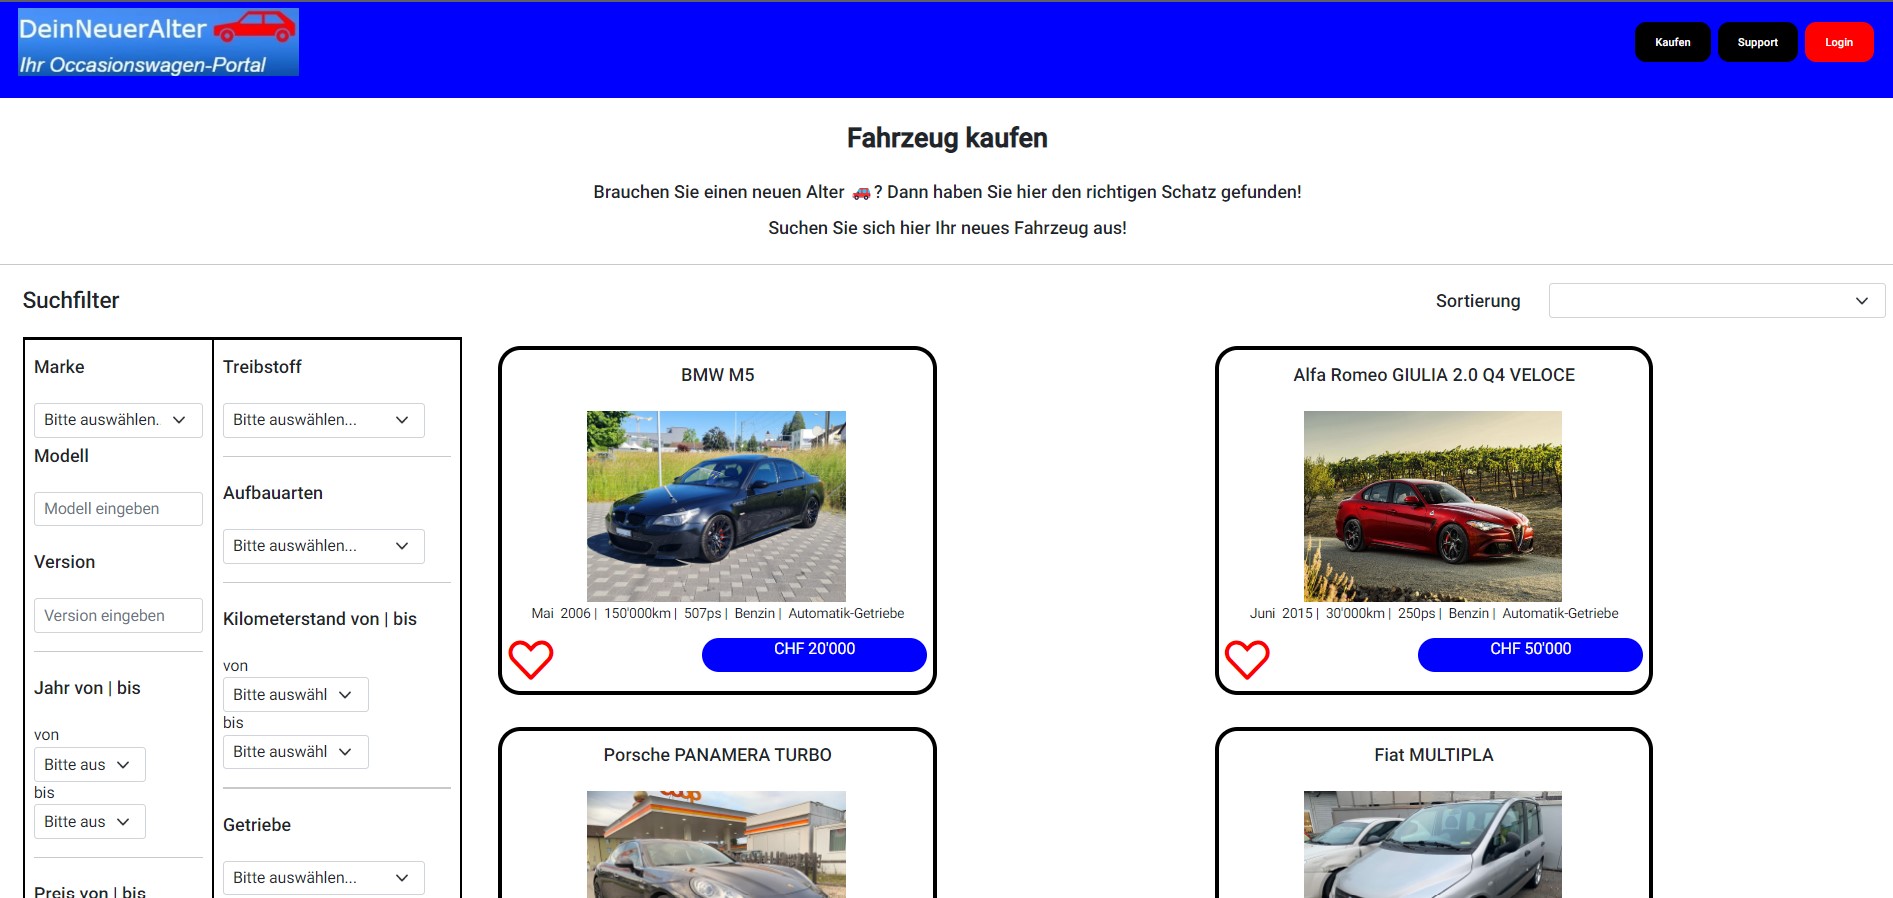 DeinNeuerAlter
Ihr Occasionswagen-Portal
Kaufen
Support
Login
Fahrzeug kaufen
Brauchen Sie einen neuen Alter 🚗? Dann haben Sie hier den richtigen Schatz gefunden!
Suchen Sie sich hier Ihr neues Fahrzeug aus!
Suchfilter
Sortierung
Marke
Bitte auswählen.
Modell
Modell eingeben
Version
Version eingeben
Jahr von | bis
von
Bitte aus
bis
Bitte aus
Preis von | bis
Treibstoff
Bitte auswählen...
Aufbauarten
Bitte auswählen...
Kilometerstand von | bis
von
Bitte auswähl
bis
Bitte auswähl
Getriebe
Bitte auswählen...
BMW M5
Mai 2006 | 150'000km | 507ps | Benzin | Automatik-Getriebe
CHF 20'000
Alfa Romeo GIULIA 2.0 Q4 VELOCE
Juni 2015 | 30'000km | 250ps | Benzin | Automatik-Getriebe
CHF 50'000
Porsche PANAMERA TURBO
coop
Fiat MULTIPLA